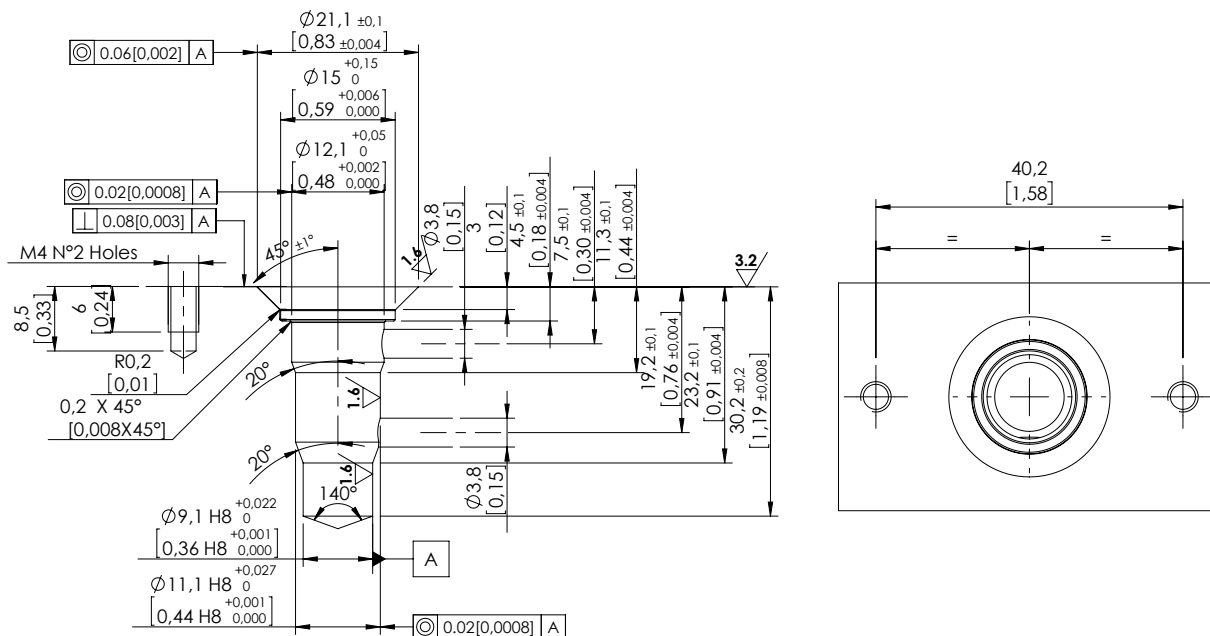 Ø21,1 ±0,1
[0,83 ±0,004]
◎ 0.06[0,002] A
Ø15 +0,15 0
[0,59 +0,006 0,000]
Ø12,1 +0,05 0
[0,48 +0,002 0,000]
◎ 0.02[0,0008] A
⊥ 0.08[0,003] A
M4 N°2 Holes
45° ±1°
1.6
Ø3,8
[0,15]
3
[0,12]
4,5 ±0,1
[0,18 ±0,004]
7,5 ±0,1
[0,30 ±0,004]
11,3 ±0,1
[0,44 ±0,004]
3.2
40,2
[1,58]
= =
8,5
[0,33]
6
[0,24]
R0,2
[0,01]
0,2 X 45°
[0,008X45°]
20°
1.6
20°
1.6
140°
19,2 ±0,1
[0,76 ±0,004]
23,2 ±0,1
[0,91 ±0,004]
30,2 ±0,2
[1,19 ±0,008]
Ø3,8
[0,15]
Ø9,1 H8 +0,022 0
[0,36 H8 +0,001 0,000]
A
Ø11,1 H8 +0,027 0
[0,44 H8 +0,001 0,000]
◎ 0.02[0,0008] A